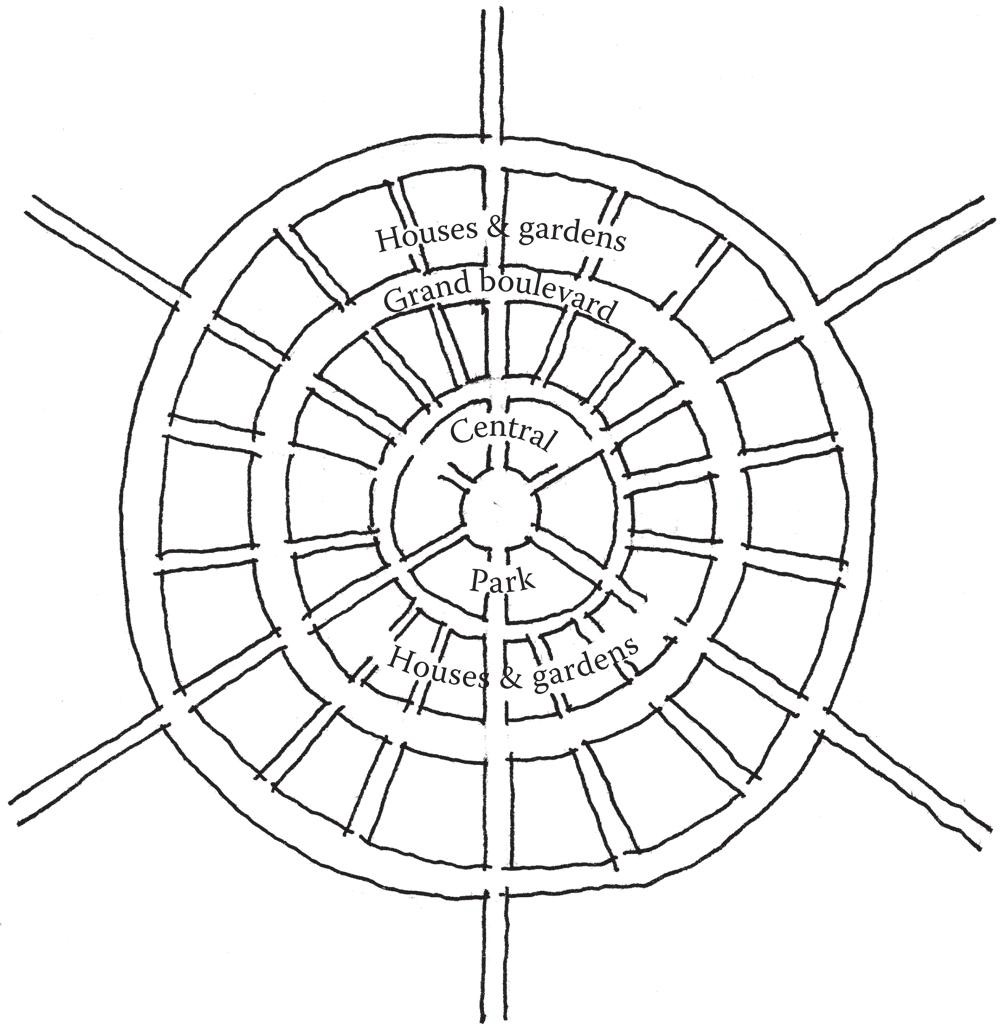 Houses & gardens
Grand boulevard
Central
Park
Houses & gardens